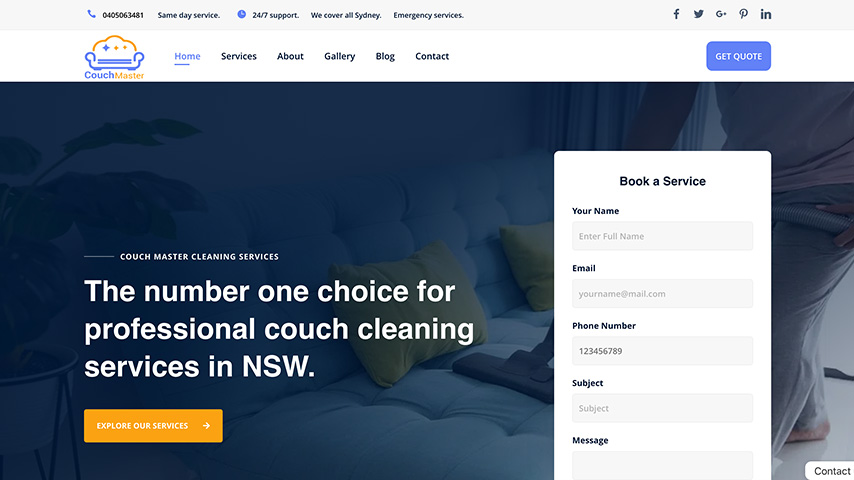 0405063481 Same day service. 24/7 support. We cover all Sydney. Emergency services.
CouchMaster
Home Services About Gallery Blog Contact
GET QUOTE
COUCH MASTER CLEANING SERVICES
The number one choice for
professional couch cleaning
services in NSW.
EXPLORE OUR SERVICES
Book a Service
Your Name
Enter Full Name
Email
yourname@mail.com
Phone Number
123456789
Subject
Subject
Message
Contact